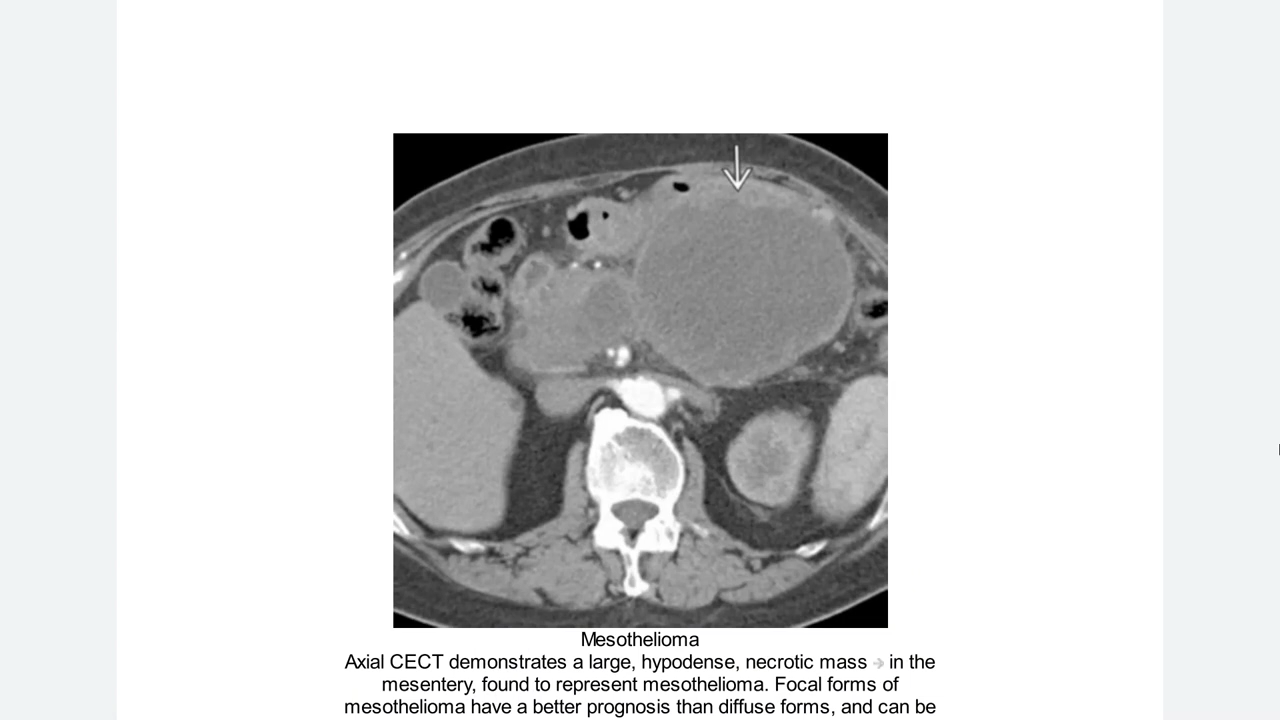 Mesothelioma
Axial CECT demonstrates a large, hypodense, necrotic mass → in the
mesentery, found to represent mesothelioma. Focal forms of
mesothelioma have a better prognosis than diffuse forms, and can be